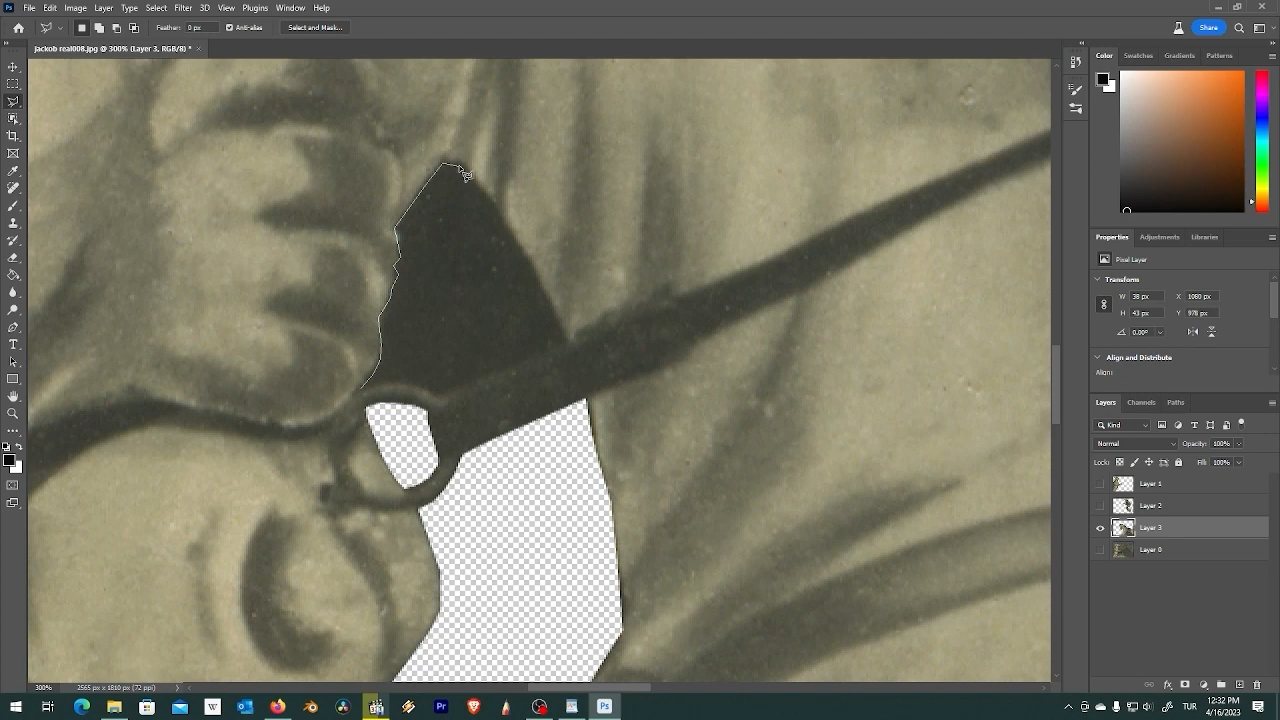 Ps File Edit Image Layer Type Select Filter 3D View Plugins Window Help
Feather: 0 px Anti-alias Select and Mask... Share
jackob real008.jpg @ 300% (Layer 3, RGB/8) * ×
Color Swatches Gradients Patterns
Properties Adjustments Libraries
Pixel Layer
Transform
W 38 px X 1080 px
H 43 px Y 978 px
0.00°
Align and Distribute
Align:
Layers Channels Paths
Kind
Normal Opacity: 100%
Lock: Fill: 100%
Layer 1
Layer 2
Layer 3
Layer 0
300% 2565 px x 1810 px (72 ppi)
W Pr Ps TUR 12:32 PM
4/16/2023